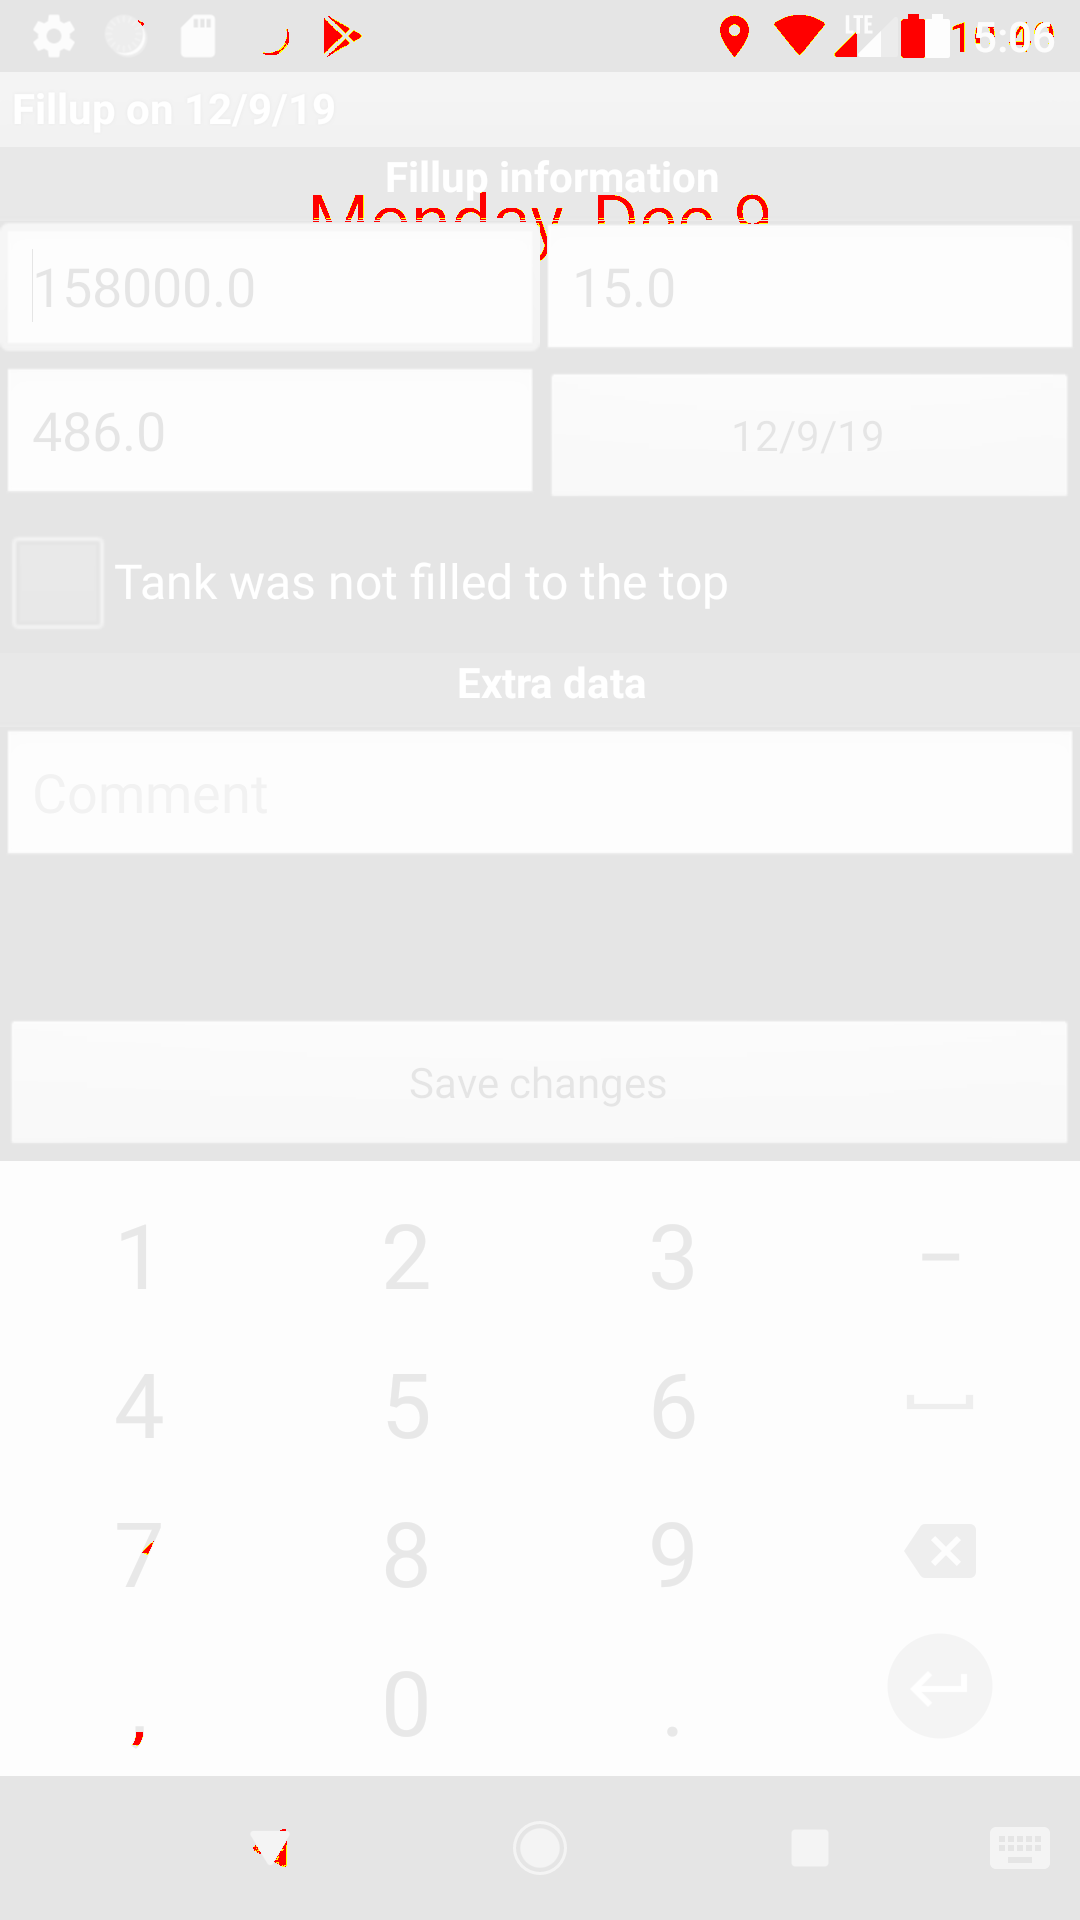 LTE 5:06
Fillup on 12/9/19
Fillup information
Monday, Dec 9
158000.0 15.0
486.0 12/9/19
Tank was not filled to the top
Extra data
Comment
Save changes
1 2 3 –
4 5 6
7 8 9
, 0 .